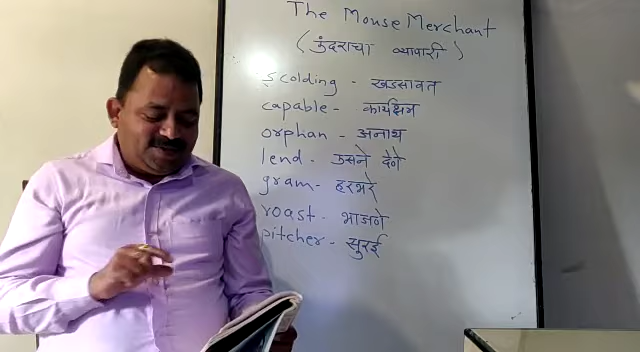 The Mouse Merchant
(उंदराचा व्यापारी)
scolding - खडसावत
capable - कार्यक्षम
orphan - अनाथ
lend - उसने देणे
gram - हरभरे
roast - भाजणे
pitcher - सुरई